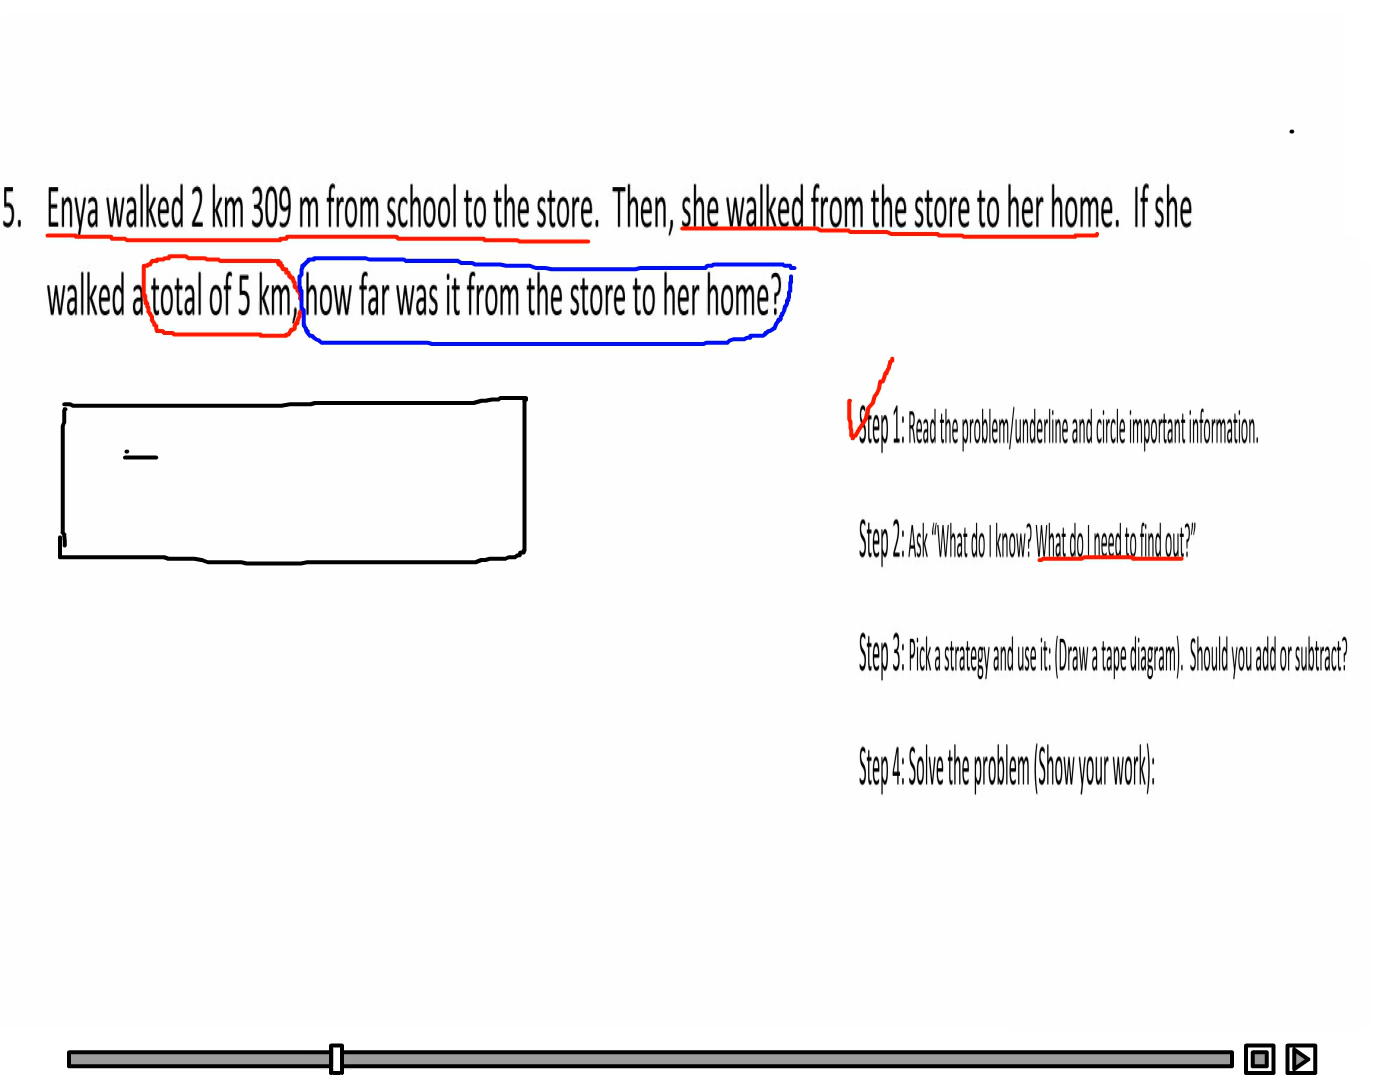 5. Enya walked 2 km 309 m from school to the store. Then, she walked from the store to her home. If she
walked a total of 5 km, how far was it from the store to her home?
Step 1: Read the problem/underline and circle important information.
Step 2: Ask “What do I know? What do I need to find out?”
Step 3: Pick a strategy and use it: (Draw a tape diagram). Should you add or subtract?
Step 4: Solve the problem (Show your work):